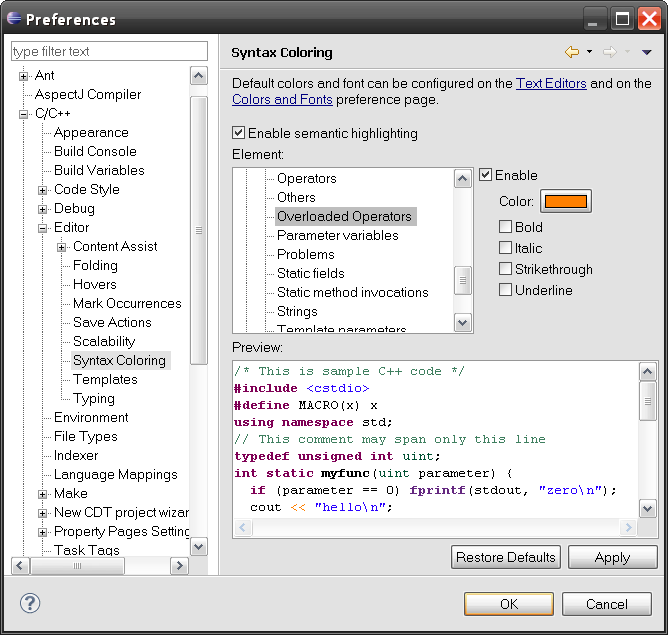 Preferences
type filter text
Ant
AspectJ Compiler
C/C++
Appearance
Build Console
Build Variables
Code Style
Debug
Editor
Content Assist
Folding
Hovers
Mark Occurrences
Save Actions
Scalability
Syntax Coloring
Templates
Typing
Environment
File Types
Indexer
Language Mappings
Make
New CDT project wizar
Property Pages Setting
Task Tags
Syntax Coloring
Default colors and font can be configured on the Text Editors and on the
Colors and Fonts preference page.
Enable semantic highlighting
Element:
Operators
Others
Overloaded Operators
Parameter variables
Problems
Static fields
Static method invocations
Strings
Template parameters
Enable
Color:
Bold
Italic
Strikethrough
Underline
Preview:
/* This is sample C++ code */
#include <cstdio>
#define MACRO(x) x
using namespace std;
// This comment may span only this line
typedef unsigned int uint;
int static myfunc(uint parameter) {
if (parameter == 0) fprintf(stdout, "zero\n");
cout << "hello\n";
Restore Defaults
Apply
?
OK
Cancel